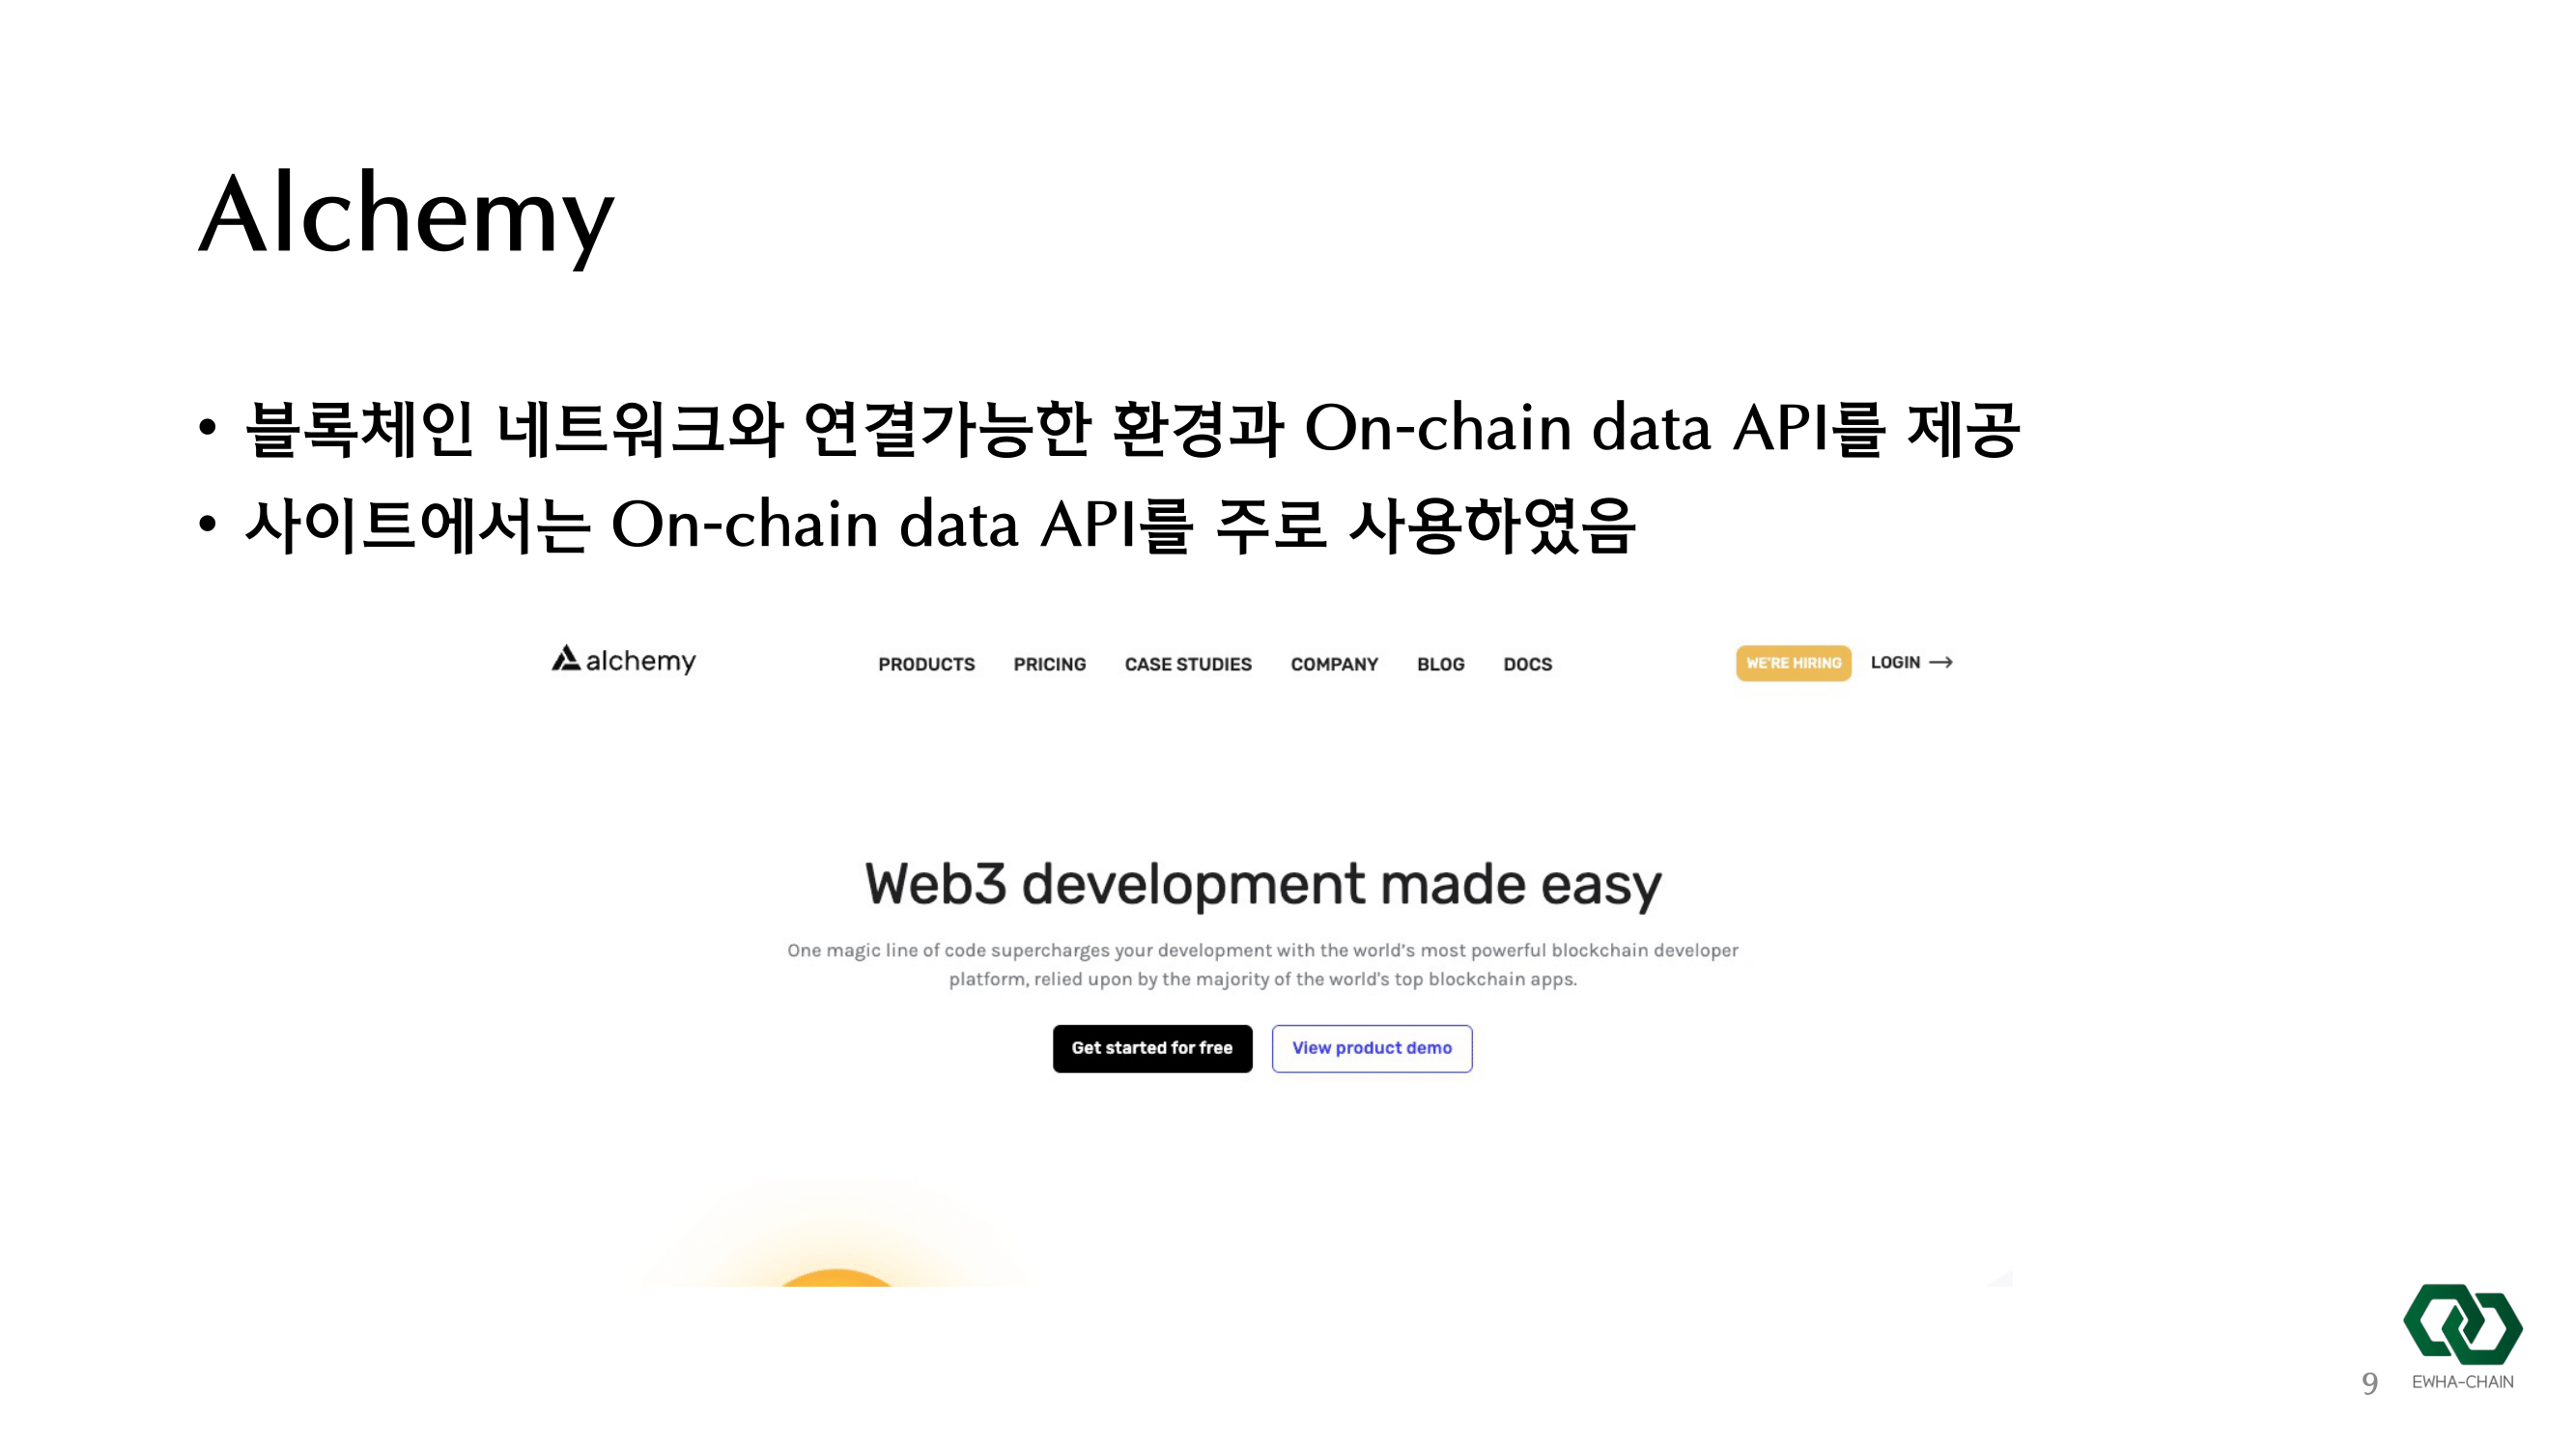 Alchemy
• 블록체인 네트워크와 연결가능한 환경과 On-chain data API를 제공
• 사이트에서는 On-chain data API를 주로 사용하였음
alchemy PRODUCTS PRICING CASE STUDIES COMPANY BLOG DOCS WE'RE HIRING LOGIN →
Web3 development made easy
One magic line of code supercharges your development with the world's most powerful blockchain developer
platform, relied upon by the majority of the world's top blockchain apps.
Get started for free View product demo
9 EWHA-CHAIN